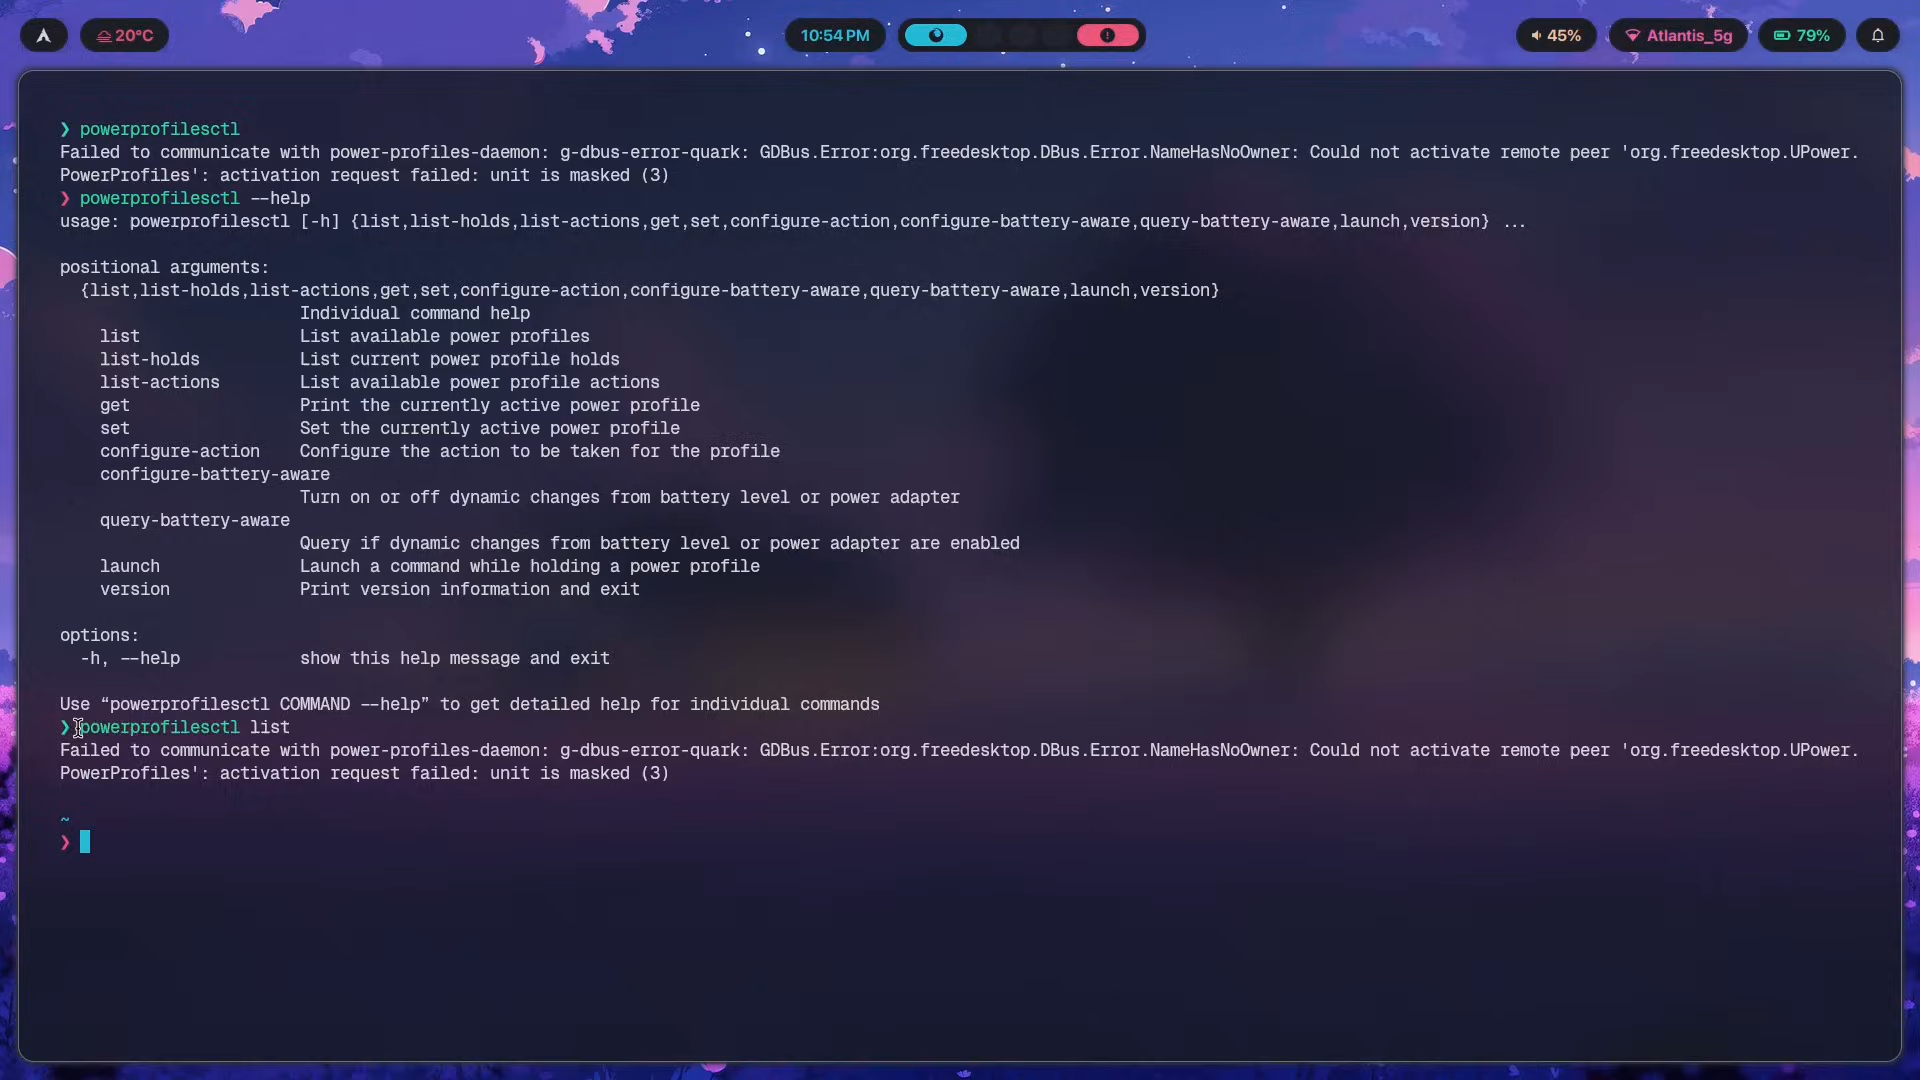 20°C
10:54 PM
45%
Atlantis_5g
79%
❯ powerprofilesctl
Failed to communicate with power-profiles-daemon: g-dbus-error-quark: GDBus.Error:org.freedesktop.DBus.Error.NameHasNoOwner: Could not activate remote peer 'org.freedesktop.UPower.
PowerProfiles': activation request failed: unit is masked (3)
❯ powerprofilesctl --help
usage: powerprofilesctl [-h] {list,list-holds,list-actions,get,set,configure-action,configure-battery-aware,query-battery-aware,launch,version} ...
positional arguments:
{list,list-holds,list-actions,get,set,configure-action,configure-battery-aware,query-battery-aware,launch,version}
Individual command help
list List available power profiles
list-holds List current power profile holds
list-actions List available power profile actions
get Print the currently active power profile
set Set the currently active power profile
configure-action Configure the action to be taken for the profile
configure-battery-aware
Turn on or off dynamic changes from battery level or power adapter
query-battery-aware
Query if dynamic changes from battery level or power adapter are enabled
launch Launch a command while holding a power profile
version Print version information and exit
options:
-h, --help show this help message and exit
Use “powerprofilesctl COMMAND --help” to get detailed help for individual commands
❯ powerprofilesctl list
Failed to communicate with power-profiles-daemon: g-dbus-error-quark: GDBus.Error:org.freedesktop.DBus.Error.NameHasNoOwner: Could not activate remote peer 'org.freedesktop.UPower.
PowerProfiles': activation request failed: unit is masked (3)
~
❯